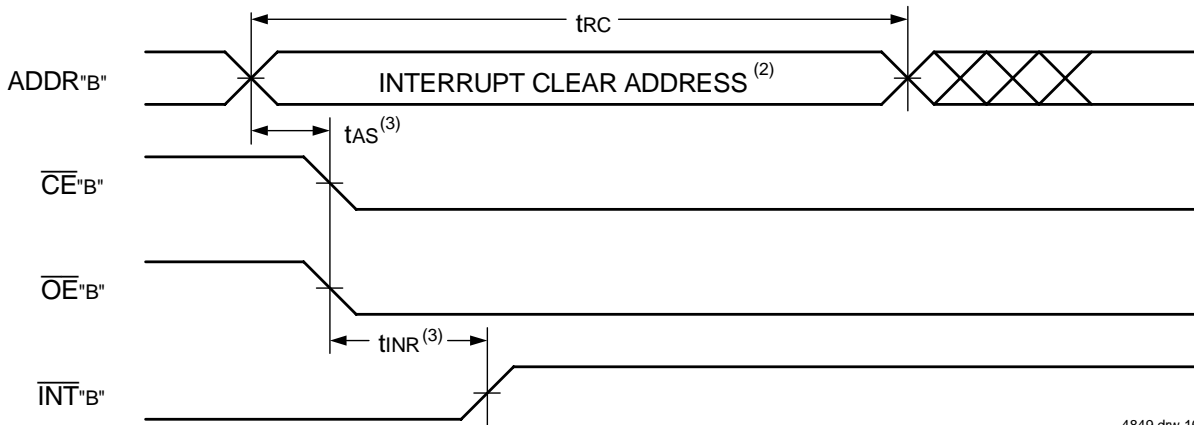 tRC
ADDR"B"
INTERRUPT CLEAR ADDRESS (2)
tAS(3)
CE"B"
OE"B"
tINR(3)
INT"B"